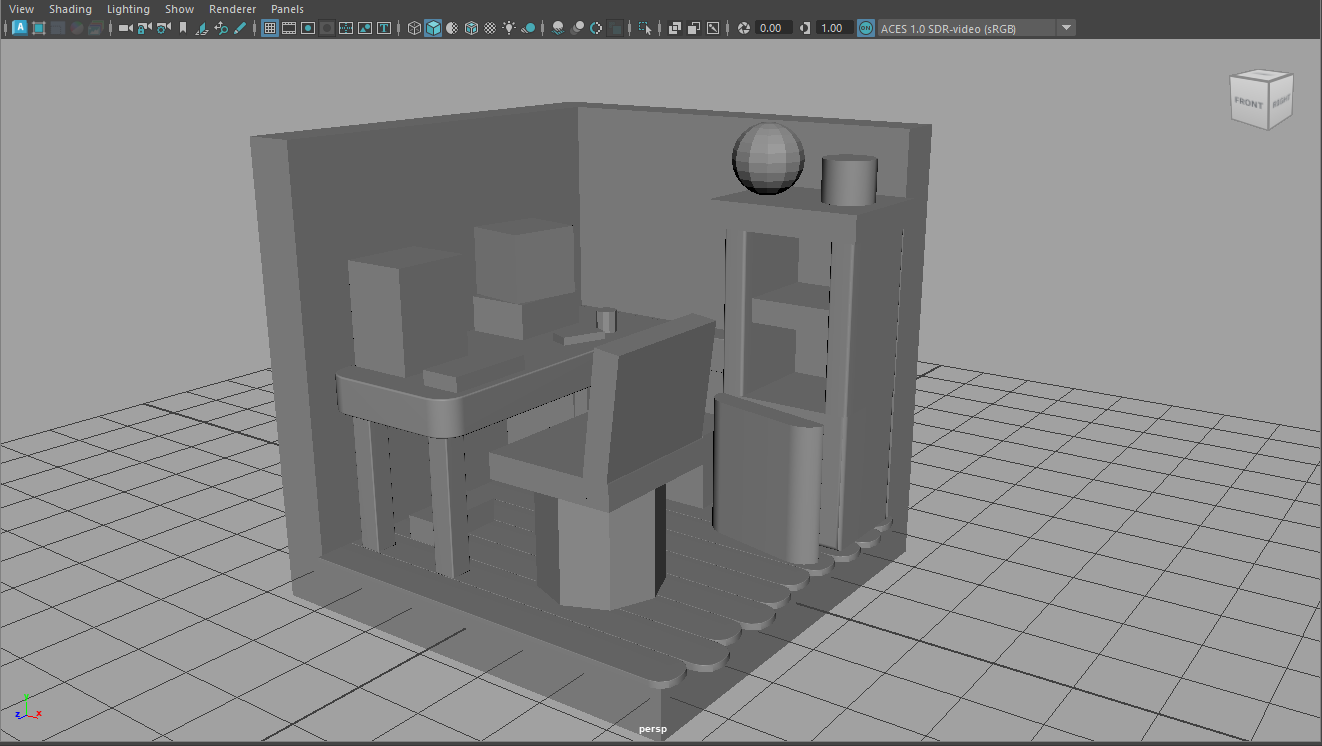 View Shading Lighting Show Renderer Panels
A T 0.00 1.00 ON ACES 1.0 SDR-video (sRGB)
FRONT RIGHT
y
z x
persp